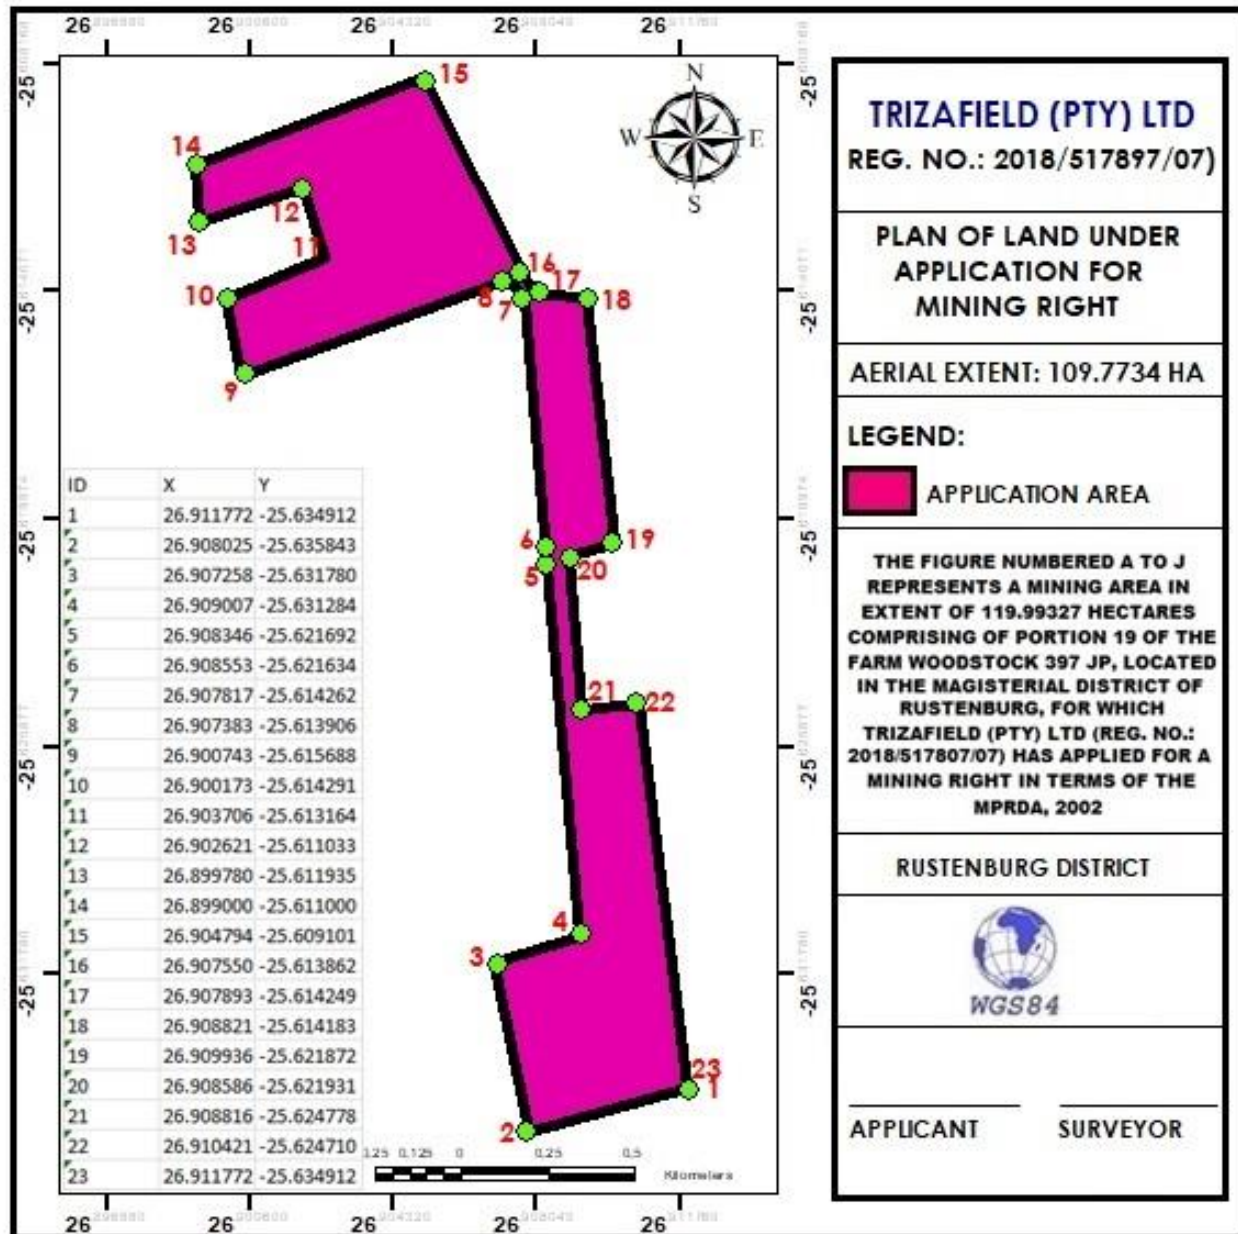 26 26 26 26 26
-25 -25 -25 -25 -25
15
14
12
13
11
10
16
17
8
7
18
9
6
19
5
20
21
22
4
3
23
1
2
N
W E
S
ID X Y
1 26.911772 -25.634912
2 26.908025 -25.635843
3 26.907258 -25.631780
4 26.909007 -25.631284
5 26.908346 -25.621692
6 26.908553 -25.621634
7 26.907817 -25.614262
8 26.907383 -25.613906
9 26.900743 -25.615688
10 26.900173 -25.614291
11 26.903706 -25.613164
12 26.902621 -25.611033
13 26.899780 -25.611935
14 26.899000 -25.611000
15 26.904794 -25.609101
16 26.907550 -25.613862
17 26.907893 -25.614249
18 26.908821 -25.614183
19 26.909936 -25.621872
20 26.908586 -25.621931
21 26.908816 -25.624778
22 26.910421 -25.624710
23 26.911772 -25.634912
125 0,125 0 0,25 0,5
Kilometers
26 26 26 26 26
-25 -25 -25 -25 -25
TRIZAFIELD (PTY) LTD
REG. NO.: 2018/517897/07)
PLAN OF LAND UNDER
APPLICATION FOR
MINING RIGHT
AERIAL EXTENT: 109.7734 HA
LEGEND:
APPLICATION AREA
THE FIGURE NUMBERED A TO J
REPRESENTS A MINING AREA IN
EXTENT OF 119.99327 HECTARES
COMPRISING OF PORTION 19 OF THE
FARM WOODSTOCK 397 JP, LOCATED
IN THE MAGISTERIAL DISTRICT OF
RUSTENBURG, FOR WHICH
TRIZAFIELD (PTY) LTD (REG. NO.:
2018/517807/07) HAS APPLIED FOR A
MINING RIGHT IN TERMS OF THE
MPRDA, 2002
RUSTENBURG DISTRICT
WGS84
APPLICANT SURVEYOR